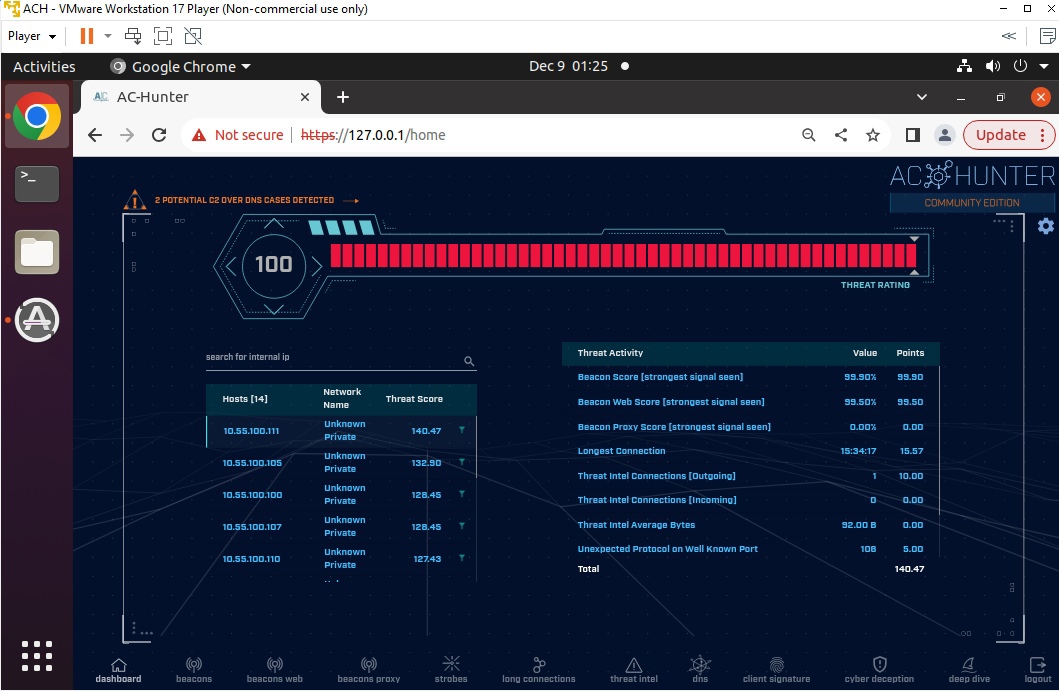 ACH - VMware Workstation 17 Player (Non-commercial use only)
Player
Activities
Google Chrome
Dec 9 01:25
AC-Hunter
Not secure
https://127.0.0.1/home
Update
AC HUNTER
COMMUNITY EDITION
2 POTENTIAL C2 OVER DNS CASES DETECTED
100
THREAT RATING
search for internal ip
Hosts [14] Network Name Threat Score
10.55.100.111 Unknown Private 140.47
10.55.100.105 Unknown Private 132.90
10.55.100.100 Unknown Private 128.45
10.55.100.107 Unknown Private 128.45
10.55.100.110 Unknown Private 127.43
Threat Activity Value Points
Beacon Score [strongest signal seen] 99.90% 99.90
Beacon Web Score [strongest signal seen] 99.50% 99.50
Beacon Proxy Score [strongest signal seen] 0.00% 0.00
Longest Connection 15:34:17 15.57
Threat Intel Connections [Outgoing] 1 10.00
Threat Intel Connections [Incoming] 0 0.00
Threat Intel Average Bytes 92.00 B 0.00
Unexpected Protocol on Well Known Port 108 5.00
Total 140.47
dashboard
beacons
beacons web
beacons proxy
strobes
long connections
threat intel
dns
client signature
cyber deception
deep dive
logout